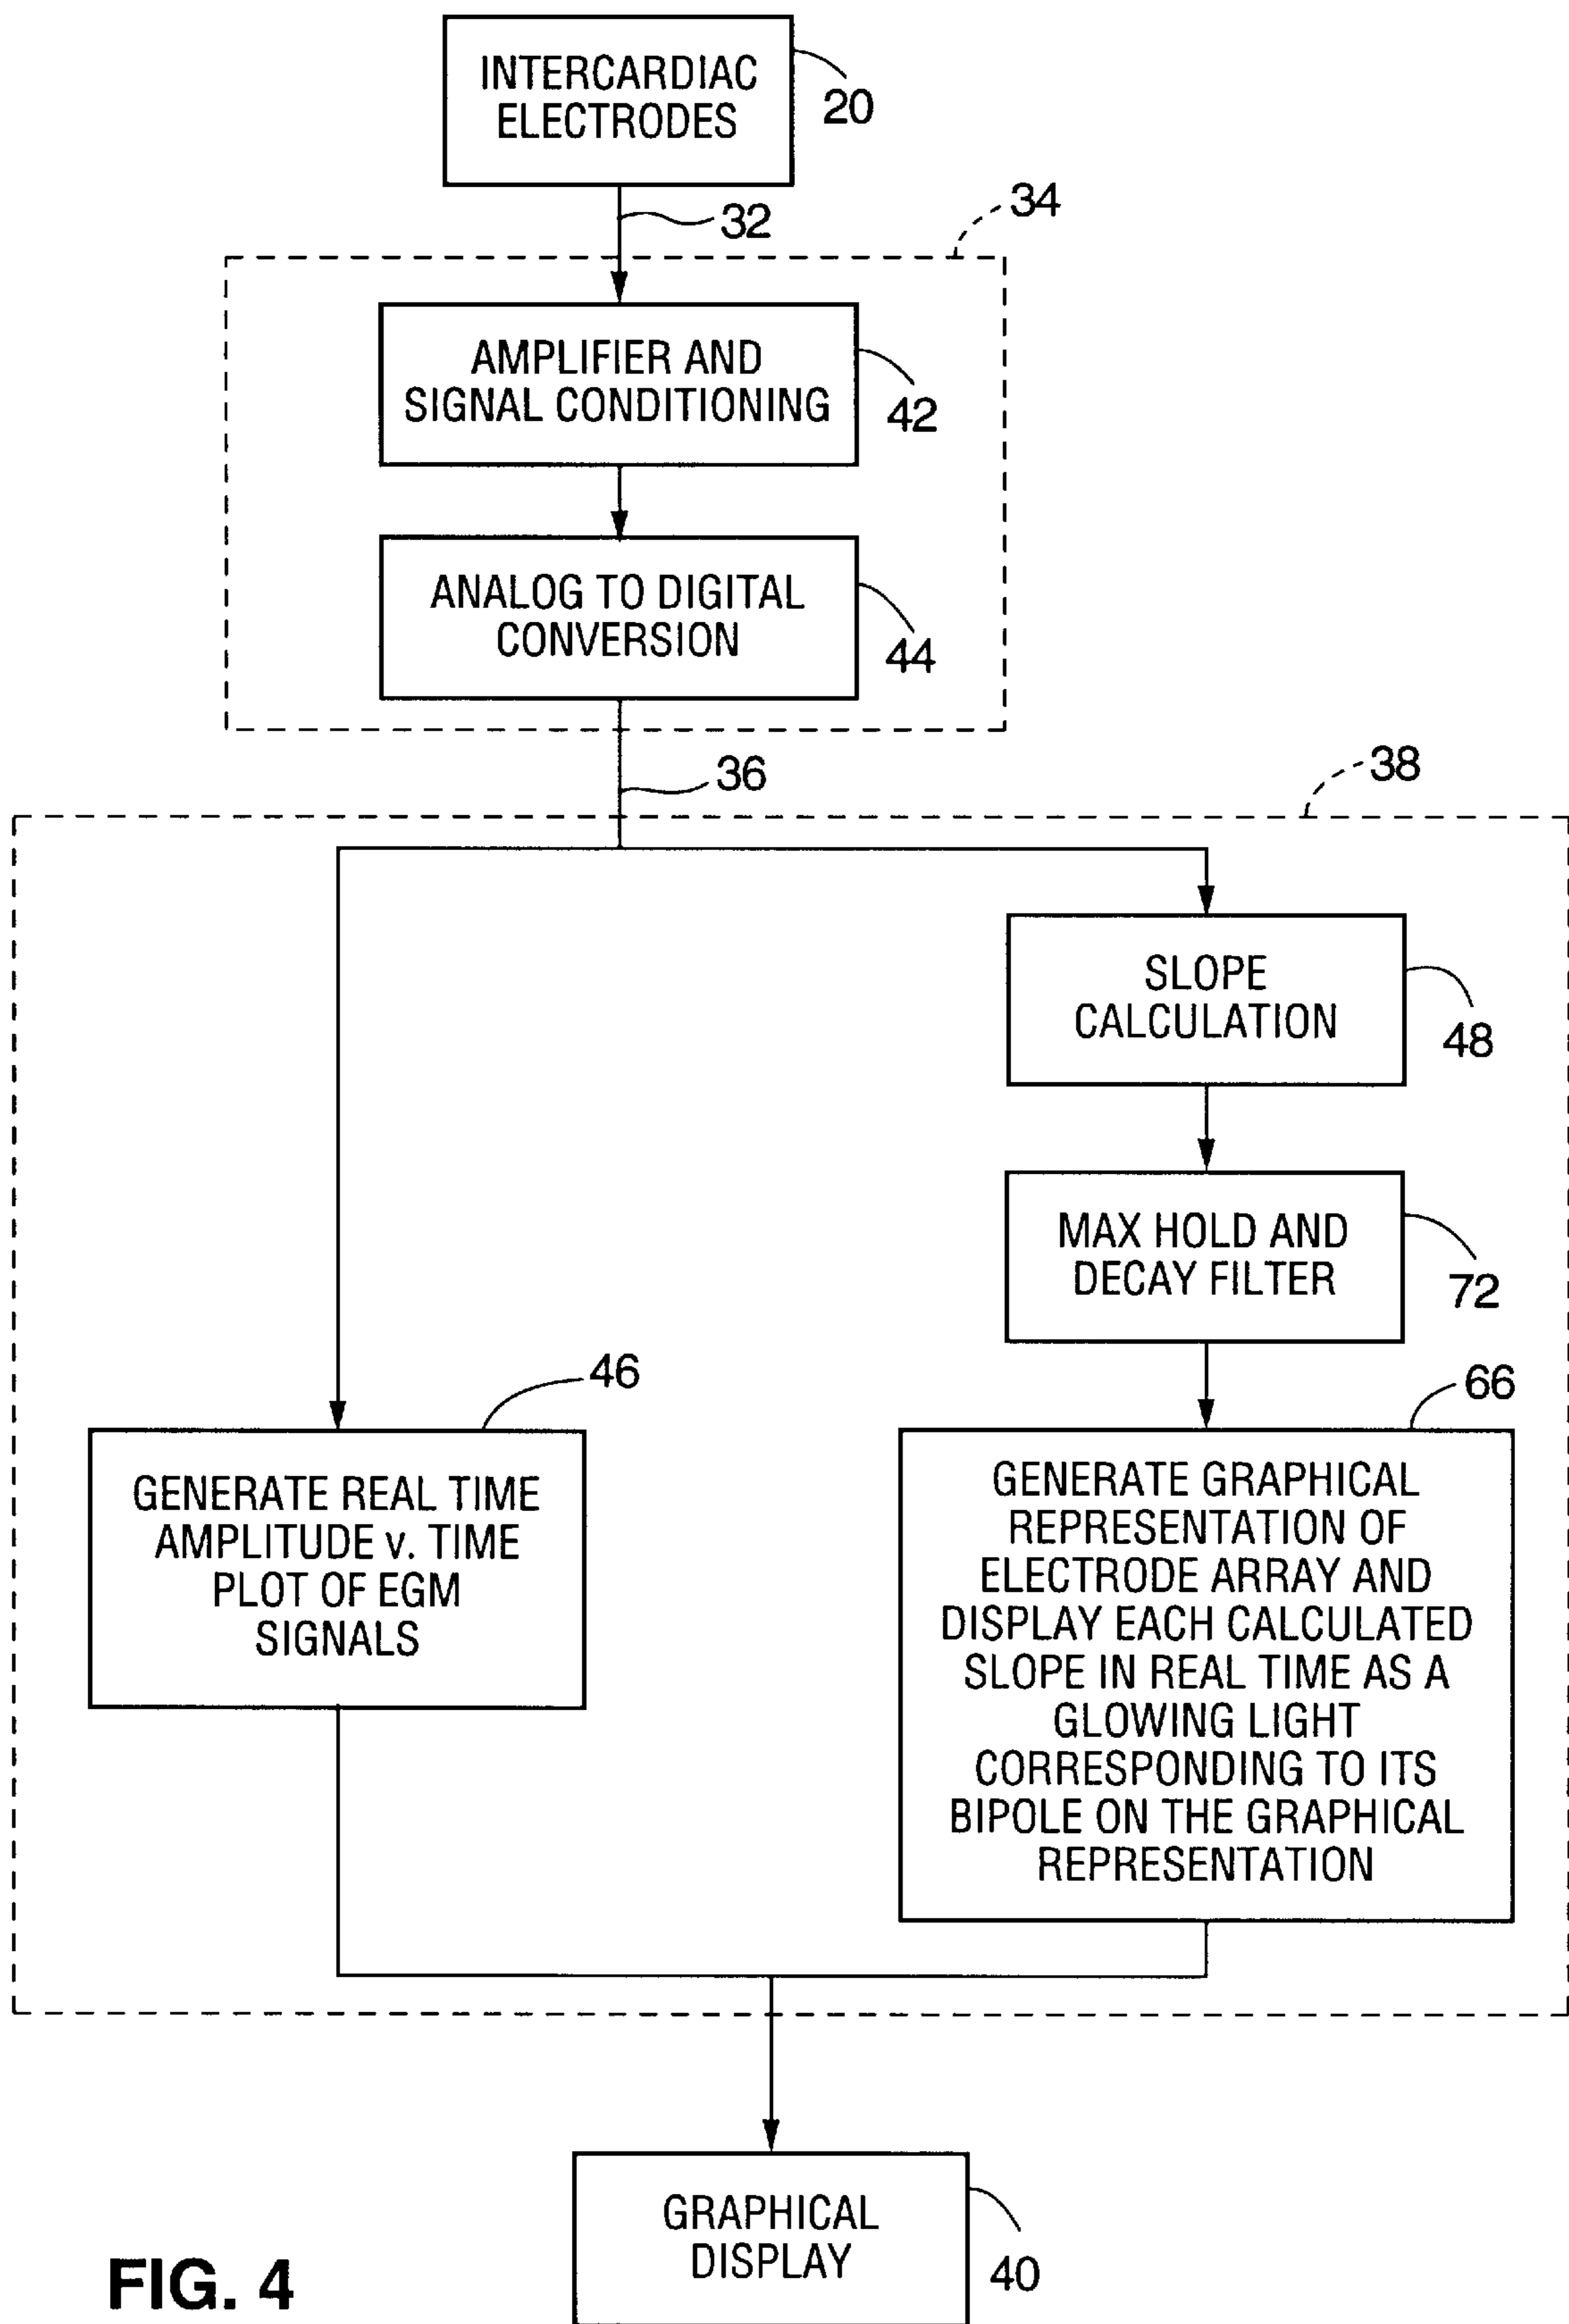 INTERCARDIAC
ELECTRODES
20
32
34
AMPLIFIER AND
SIGNAL CONDITIONING
42
ANALOG TO DIGITAL
CONVERSION
44
36
38
SLOPE
CALCULATION
48
MAX HOLD AND
DECAY FILTER
72
46
GENERATE REAL TIME
AMPLITUDE v. TIME
PLOT OF EGM
SIGNALS
66
GENERATE GRAPHICAL
REPRESENTATION OF
ELECTRODE ARRAY AND
DISPLAY EACH CALCULATED
SLOPE IN REAL TIME AS A
GLOWING LIGHT
CORRESPONDING TO ITS
BIPOLE ON THE GRAPHICAL
REPRESENTATION
GRAPHICAL
DISPLAY
40
FIG. 4